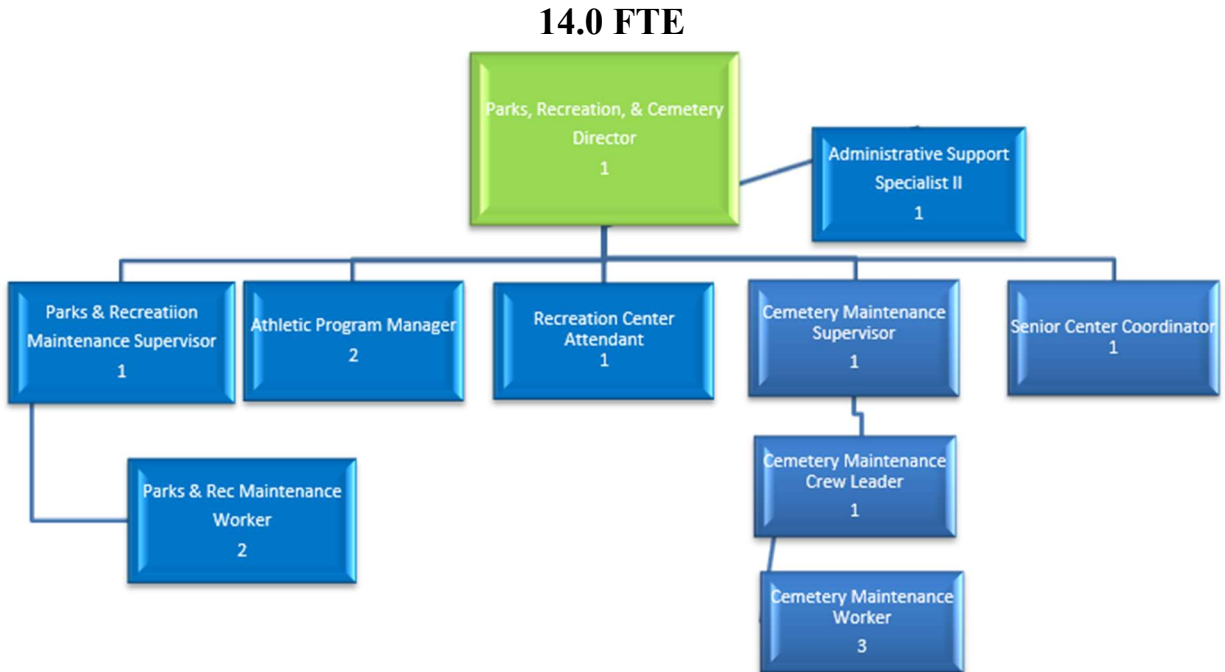 14.0 FTE
Parks, Recreation, & Cemetery
Director
1
Administrative Support
Specialist II
1
Parks & Recreatiion
Maintenance Supervisor
1
Athletic Program Manager
2
Recreation Center
Attendant
1
Cemetery Maintenance
Supervisor
1
Senior Center Coordinator
1
Parks & Rec Maintenance
Worker
2
Cemetery Maintenance
Crew Leader
1
Cemetery Maintenance
Worker
3